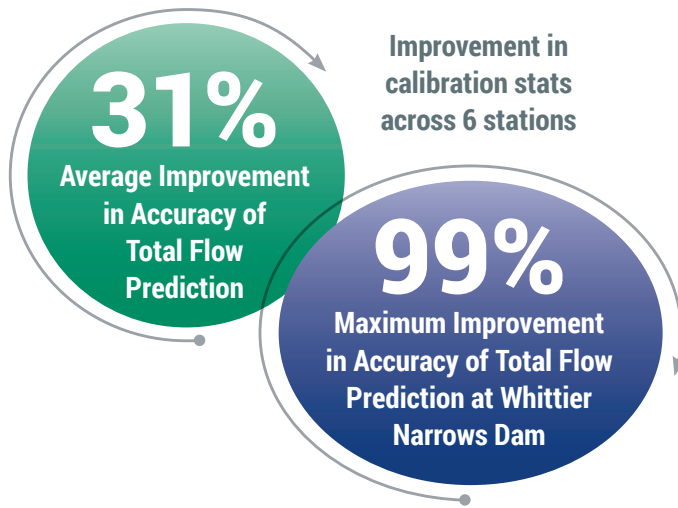 Improvement in
calibration stats
across 6 stations
31%
Average Improvement
in Accuracy of
Total Flow
Prediction
99%
Maximum Improvement
in Accuracy of Total Flow
Prediction at Whittier
Narrows Dam